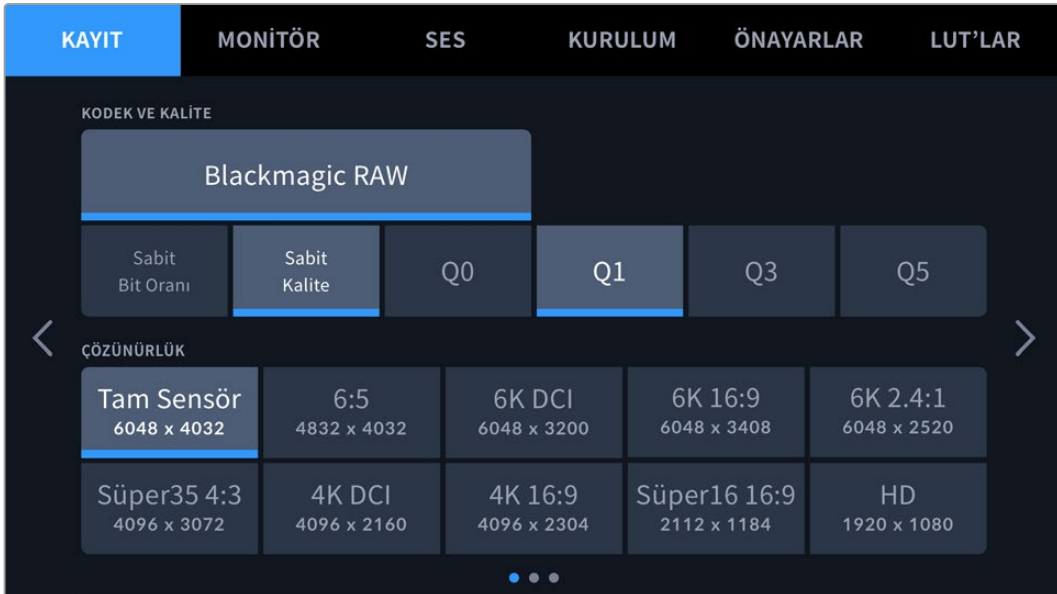 KAYIT MONİTÖR SES KURULUM ÖNAYARLAR LUT'LAR
KODEK VE KALİTE
Blackmagic RAW
Sabit Bit Oranı Sabit Kalite Q0 Q1 Q3 Q5
ÇÖZÜNÜRLÜK
Tam Sensör 6:5 6K DCI 6K 16:9 6K 2.4:1
6048 x 4032 4832 x 4032 6048 x 3200 6048 x 3408 6048 x 2520
Süper35 4:3 4K DCI 4K 16:9 Süper16 16:9 HD
4096 x 3072 4096 x 2160 4096 x 2304 2112 x 1184 1920 x 1080